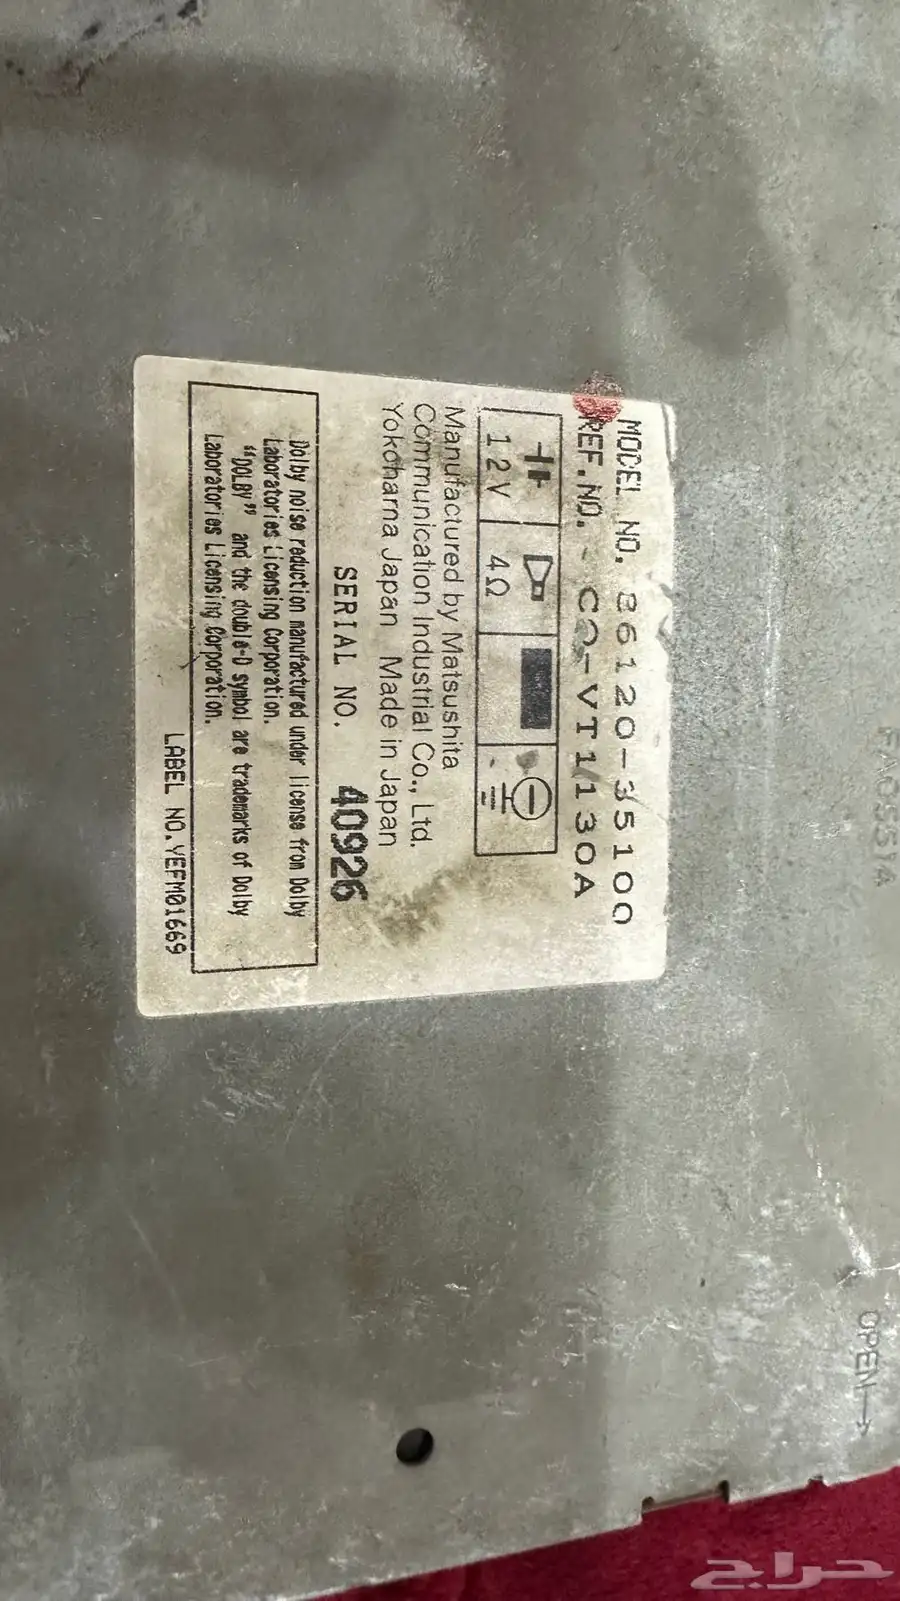 MODEL NO. 86120-35100
REF.NO. CQ-VT1130A
12V 4Ω
Manufactured by Matsushita
Communication Industrial Co., Ltd.
Yokohama Japan Made in Japan
SERIAL NO. 40926
Dolby noise reduction manufactured under license from Dolby
Laboratories Licensing Corporation.
"DOLBY" and the double-D symbol are trademarks of Dolby
Laboratories Licensing Corporation.
LABEL NO.YEFM01669
OPEN→
حراج